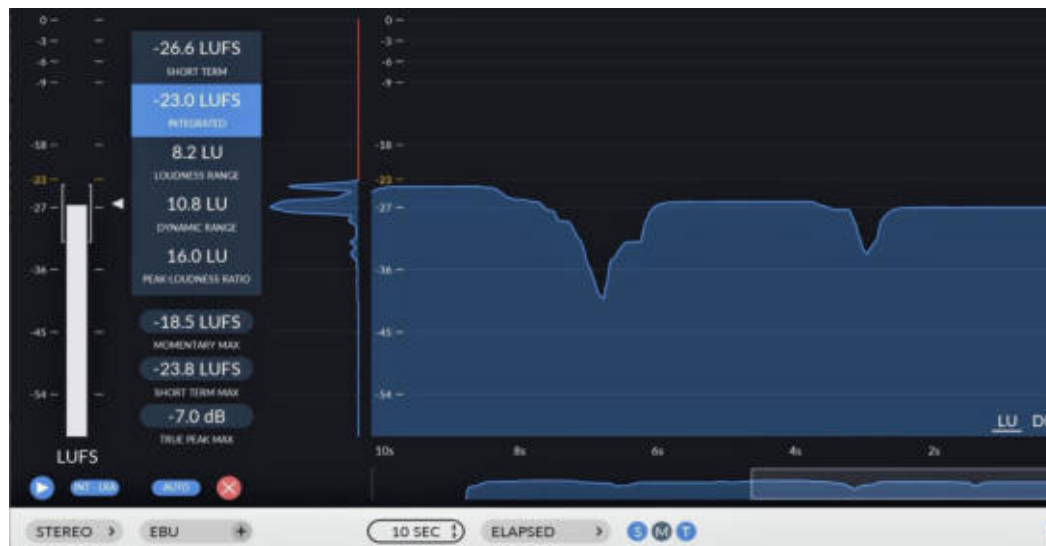 0
-3
-6
-9
-18
-23
-27
-36
-45
-54
LUFS
INT - LRA
AUTO
-26.6 LUFS
SHORT TERM
-23.0 LUFS
INTEGRATED
8.2 LU
LOUDNESS RANGE
10.8 LU
DYNAMIC RANGE
16.0 LU
PEAK LOUDNESS RATIO
-18.5 LUFS
MOMENTARY MAX
-23.8 LUFS
SHORT TERM MAX
-7.0 dB
TRUE PEAK MAX
0
-3
-6
-9
-18
-23
-27
-36
-45
-54
LU
10s 8s 6s 4s 2s
STEREO > EBU + 10 SEC ELAPSED > S M T